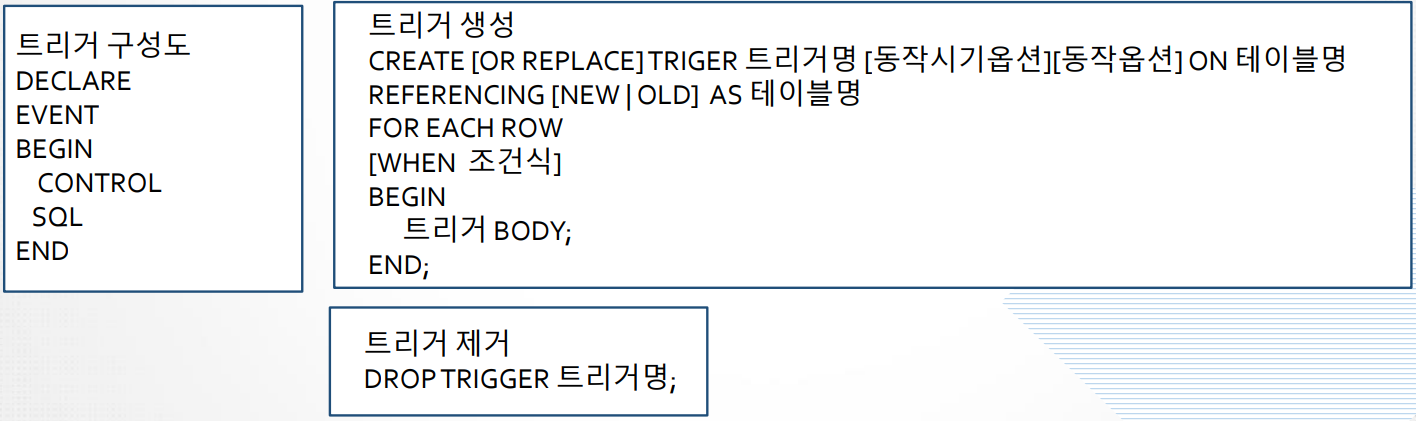 트리거 구성도
DECLARE
EVENT
BEGIN
CONTROL
SQL
END
트리거 생성
CREATE [OR REPLACE] TRIGER 트리거명 [동작시기옵션][동작옵션] ON 테이블명
REFERENCING [NEW | OLD] AS 테이블명
FOR EACH ROW
[WHEN 조건식]
BEGIN
트리거 BODY;
END;
트리거 제거
DROP TRIGGER 트리거명;